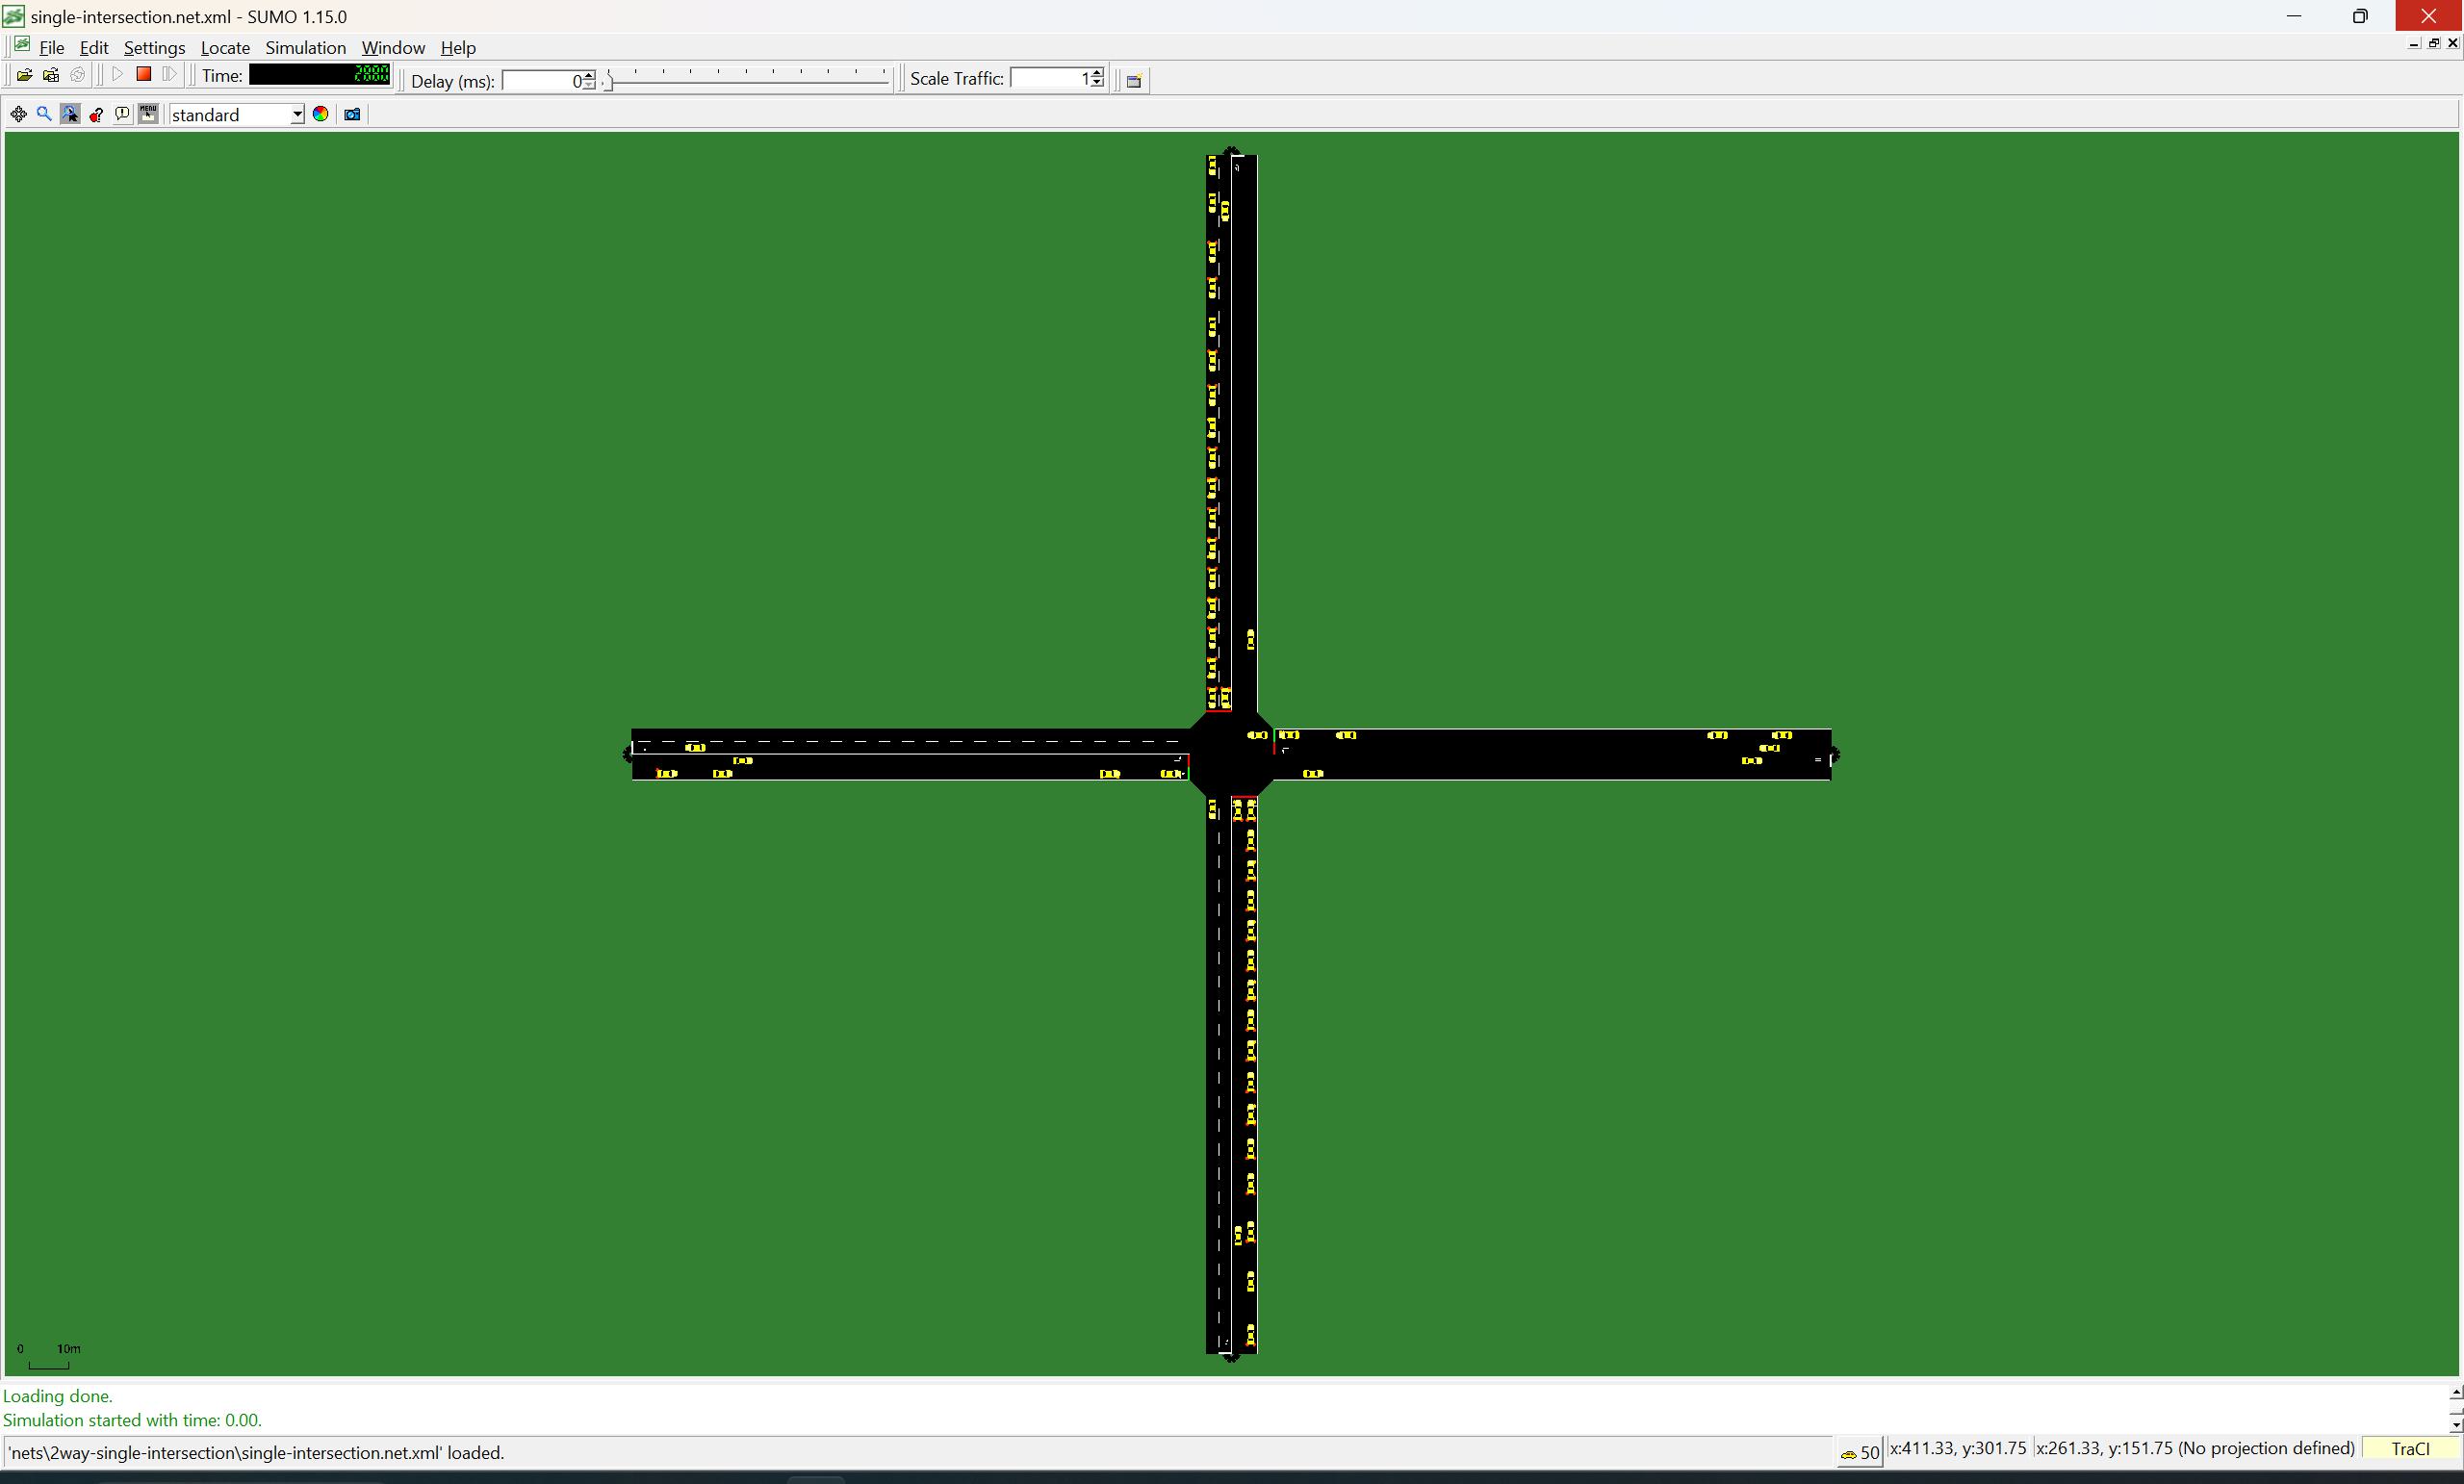 single-intersection.net.xml - SUMO 1.15.0
File Edit Settings Locate Simulation Window Help
Time: Delay (ms): 0 Scale Traffic: 1
MENU
standard
0 10m
Loading done.
Simulation started with time: 0.00.
'nets\2way-single-intersection\single-intersection.net.xml' loaded. 50 x:411.33, y:301.75 x:261.33, y:151.75 (No projection defined) TraCI